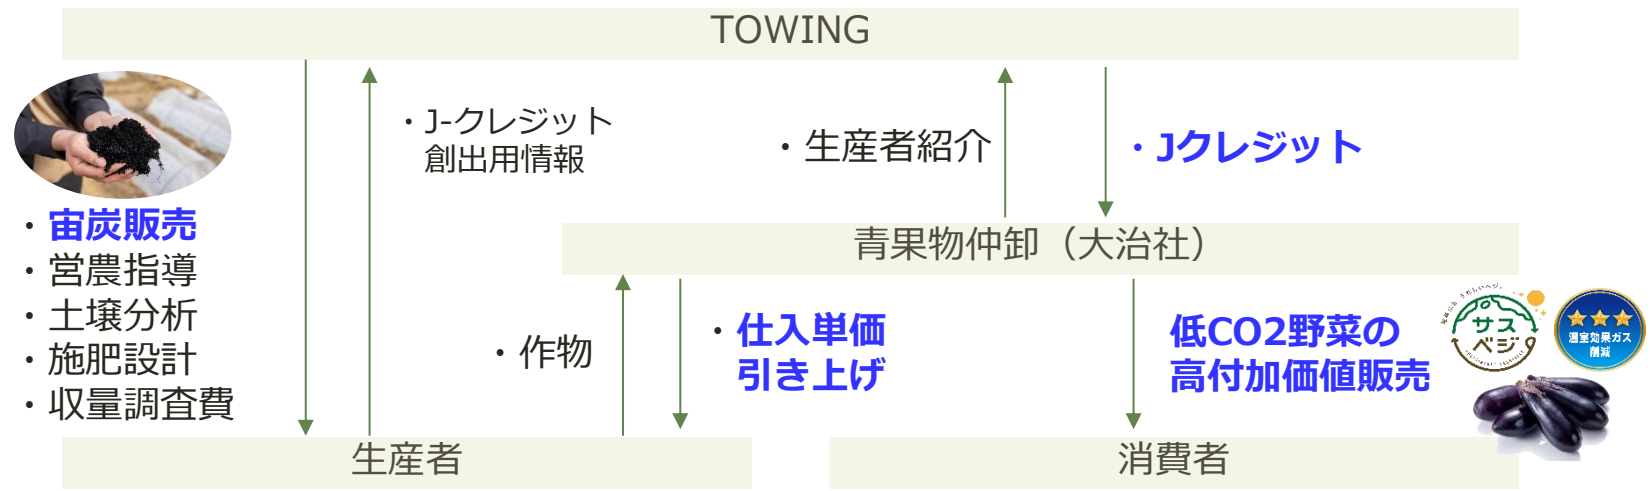 TOWING
・J-クレジット
創出用情報
・生産者紹介
・Jクレジット
・宙炭販売
・営農指導
・土壌分析
・施肥設計
・収量調査費
青果物仲卸（大治社）
・作物
・仕入単価
引き上げ
低CO2野菜の
高付加価値販売
サス
ベジ
温室効果ガス
削減
生産者
消費者